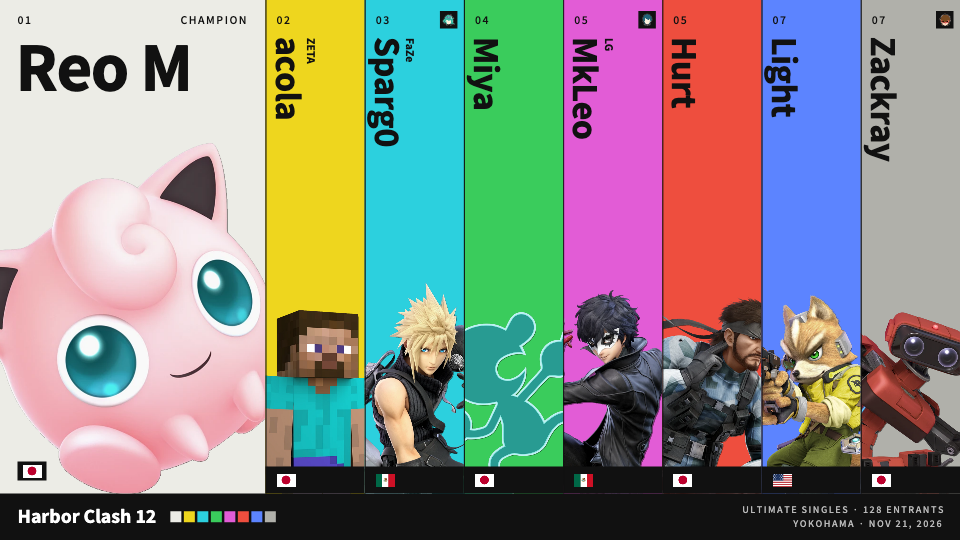 01
CHAMPION
Reo M
02
ZETA
acola
03
FaZe
Sparg0
04
Miya
05
LG
MkLeo
05
Hurt
07
Light
07
Zackray
Harbor Clash 12
ULTIMATE SINGLES · 128 ENTRANTS
YOKOHAMA · NOV 21, 2026